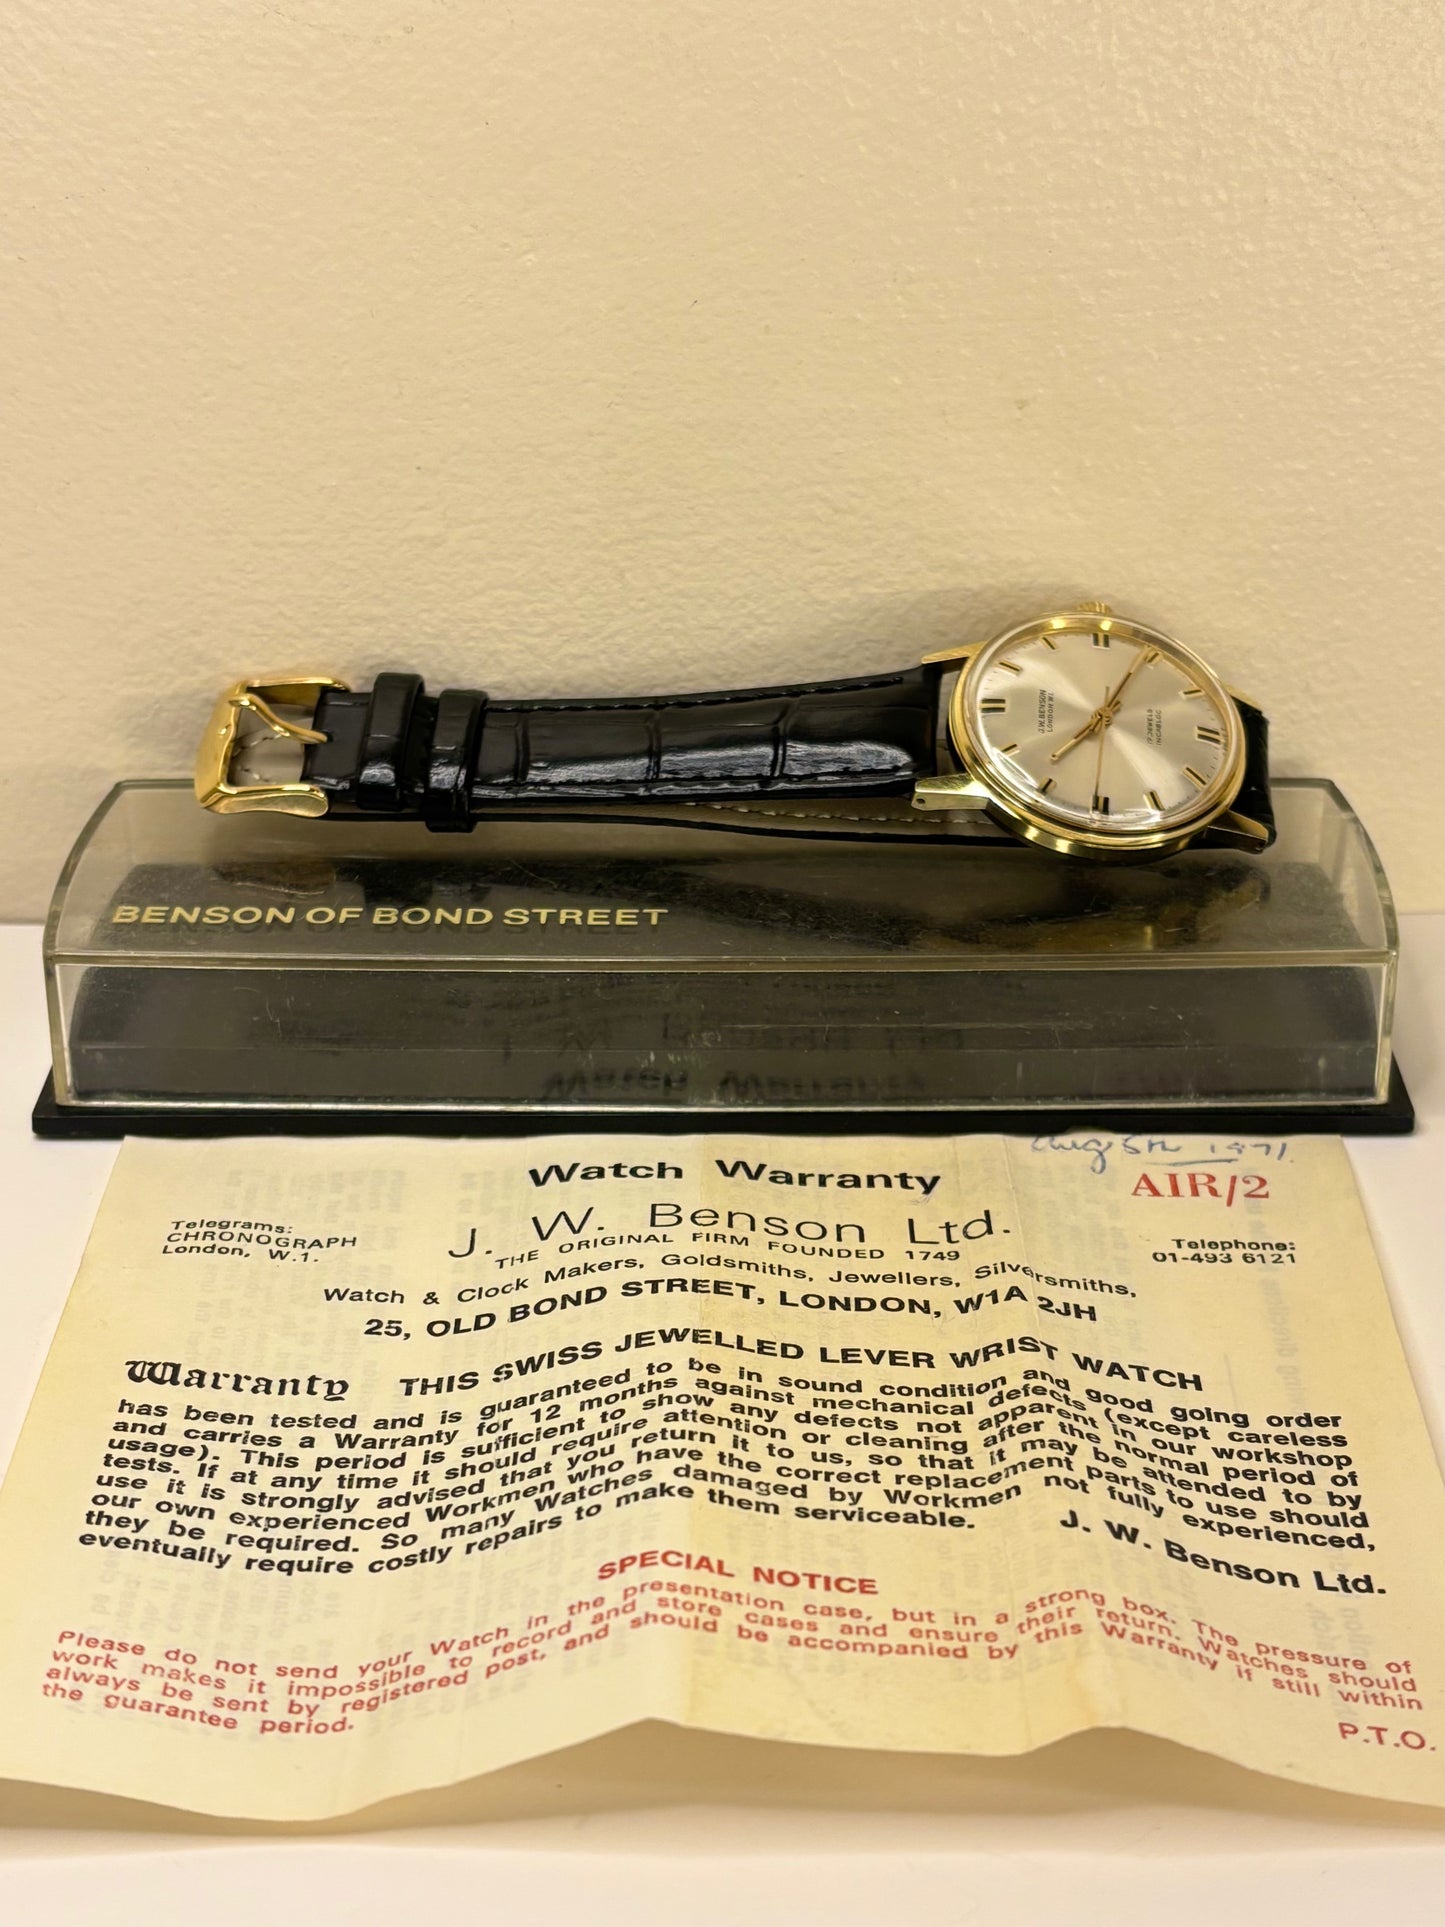 J.W.BENSON
LONDON W.1.
17 JEWELS
INCABLOC
BENSON OF BOND STREET
Aug 5th 1971
Watch Warranty
AIR/2
Telegrams:
CHRONOGRAPH
London, W.1.
J. W. Benson Ltd.
THE ORIGINAL FIRM FOUNDED 1749
Telephone:
01-493 6121
Watch & Clock Makers, Goldsmiths, Jewellers, Silversmiths,
25, OLD BOND STREET, LONDON, W1A 2JH
Warranty THIS SWISS JEWELLED LEVER WRIST WATCH
has been tested and is guaranteed to be in sound condition and good going order
and carries a Warranty for 12 months against mechanical defects (except careless
usage). This period is sufficient to show any defects not apparent in our workshop
tests. If at any time it should require attention or cleaning after the normal period of
use it is strongly advised that you return it to us, so that it may be attended to by
our own experienced Workmen who have the correct replacement parts to use should
they be required. So many Watches damaged by Workmen not fully experienced,
eventually require costly repairs to make them serviceable.
J. W. Benson Ltd.
SPECIAL NOTICE
Please do not send your Watch in the presentation case, but in a strong box. The pressure of
work makes it impossible to record and store cases and ensure their return. Watches should
always be sent by registered post, and should be accompanied by this Warranty if still within
the guarantee period.
P.T.O.